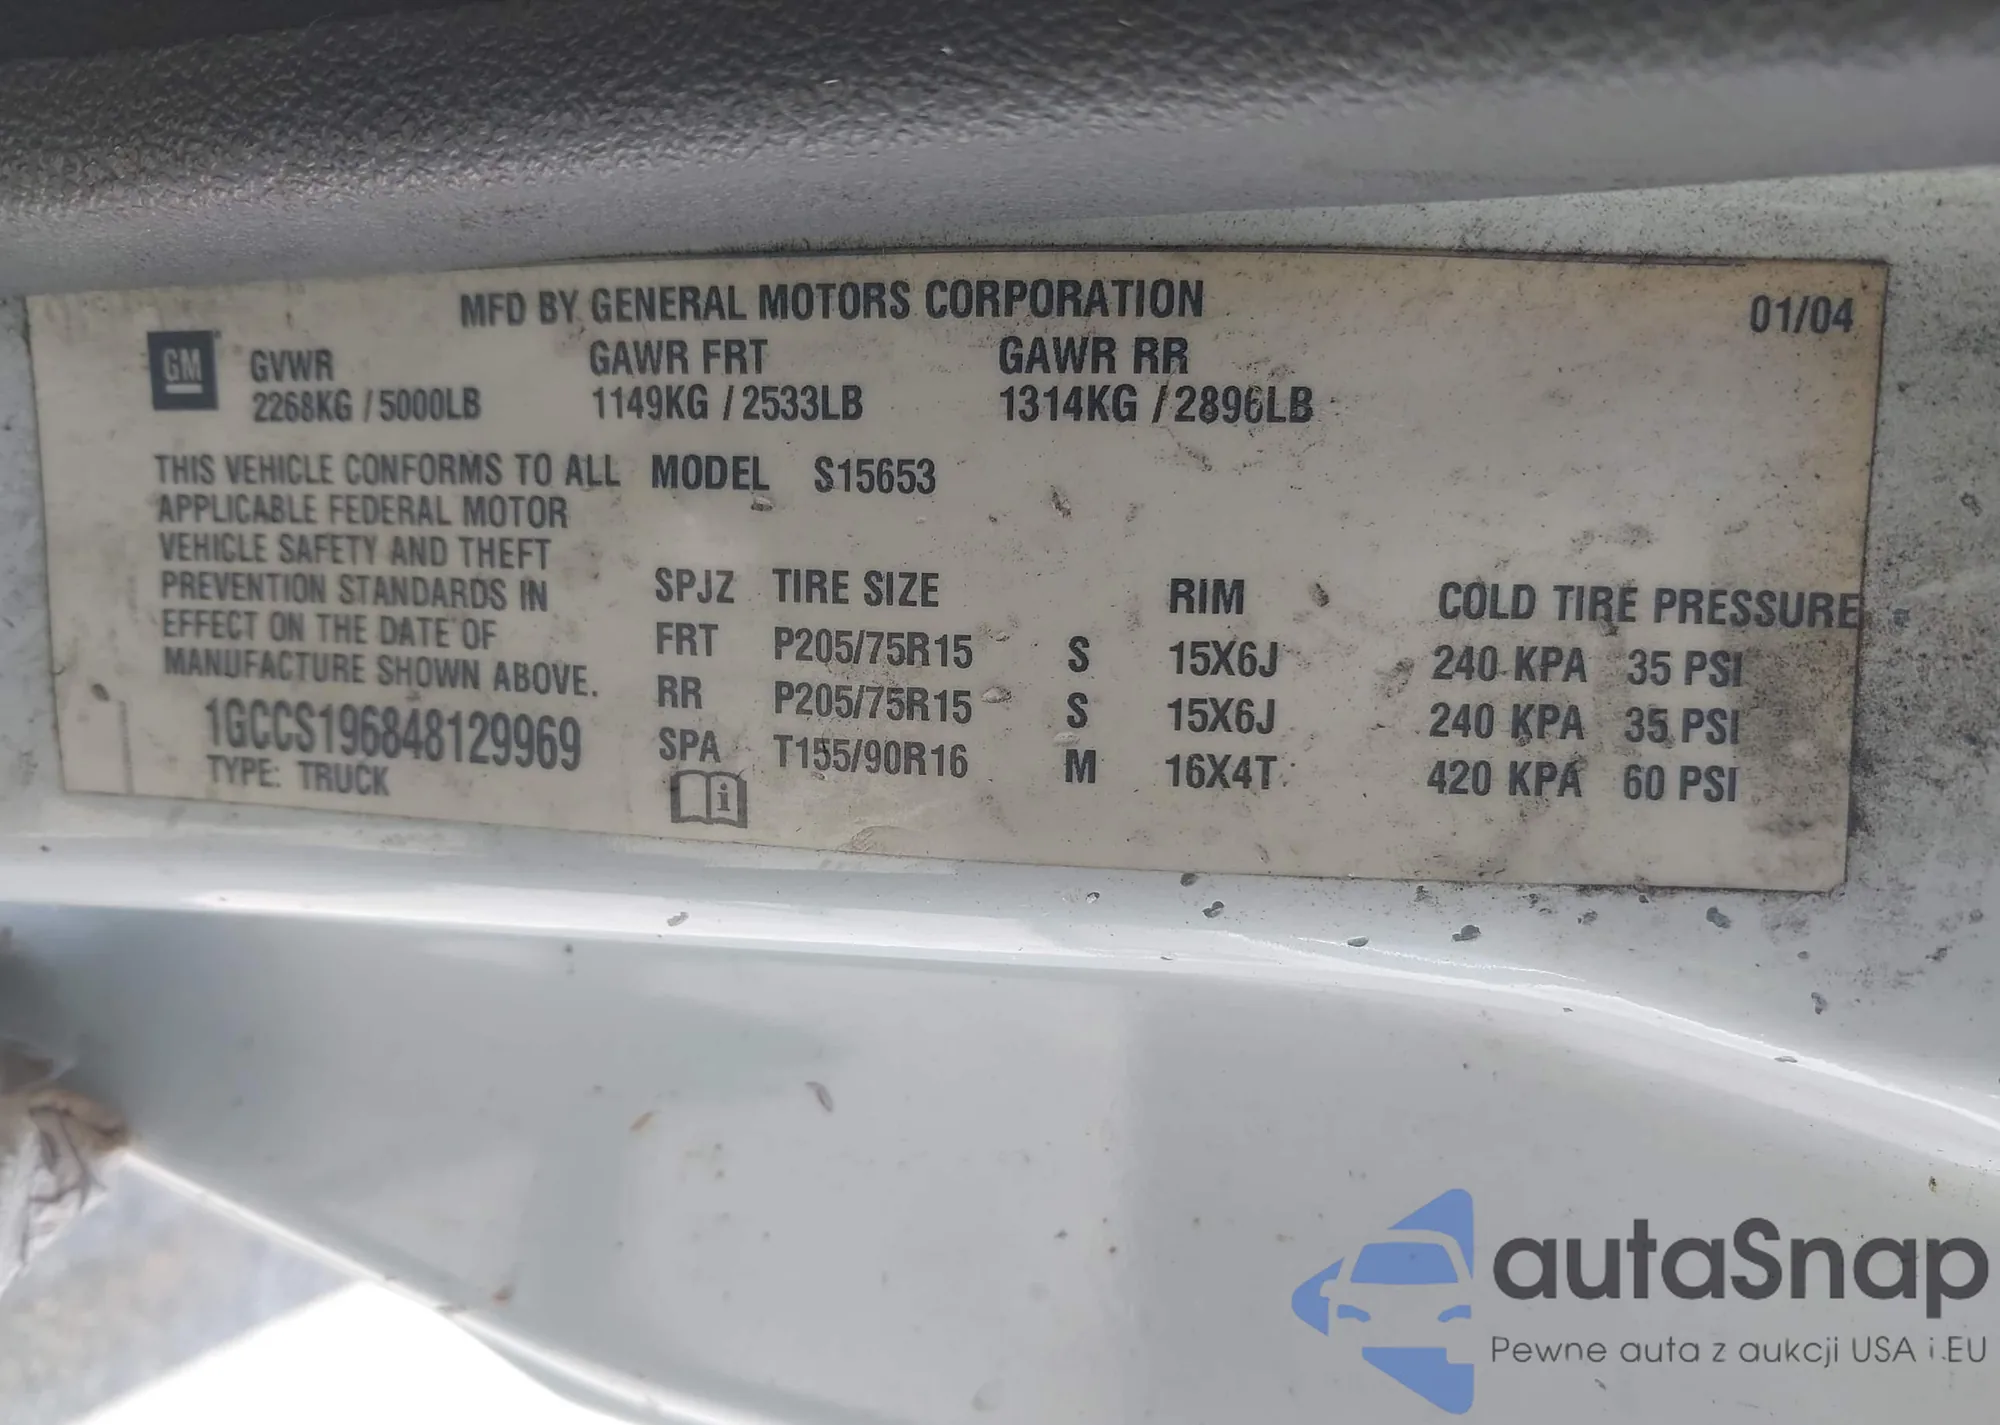 MFD BY GENERAL MOTORS CORPORATION 01/04
GM GVWR GAWR FRT GAWR RR
2268KG / 5000LB 1149KG / 2533LB 1314KG / 2896LB
THIS VEHICLE CONFORMS TO ALL MODEL S15653
APPLICABLE FEDERAL MOTOR
VEHICLE SAFETY AND THEFT
PREVENTION STANDARDS IN
EFFECT ON THE DATE OF
MANUFACTURE SHOWN ABOVE.
1GCCS196848129969
TYPE: TRUCK
SPJZ TIRE SIZE RIM COLD TIRE PRESSURE
FRT P205/75R15 S 15X6J 240 KPA 35 PSI
RR P205/75R15 S 15X6J 240 KPA 35 PSI
SPA T155/90R16 M 16X4T 420 KPA 60 PSI
i
autaSnap
Pewne auta z aukcji USA i EU